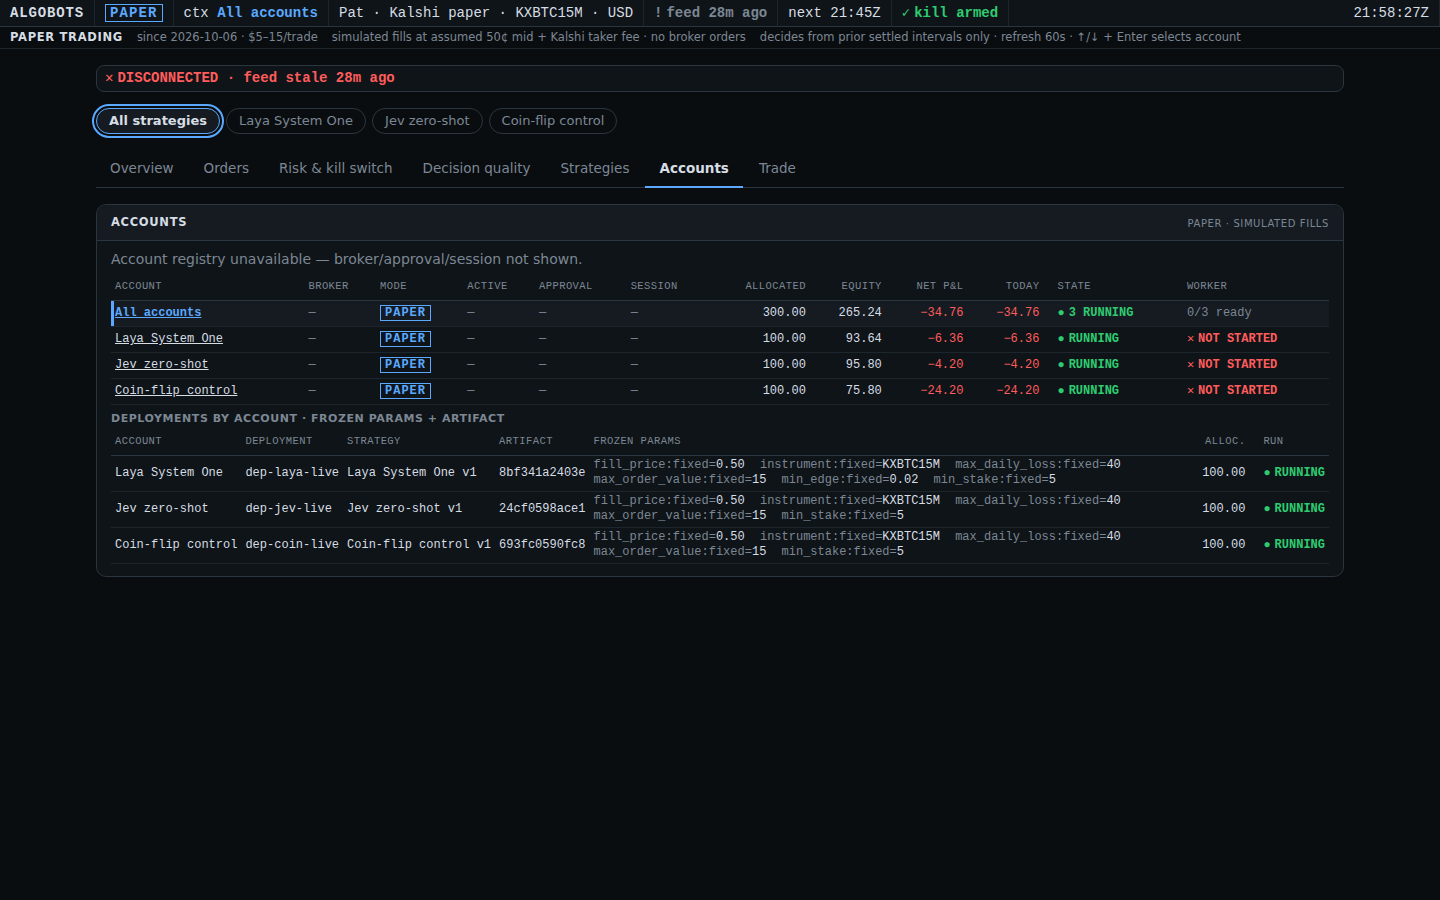 ALGOBOTS PAPER ctx All accounts Pat · Kalshi paper · KXBTC15M · USD ! feed 28m ago next 21:45Z ✓ kill armed 21:58:27Z
PAPER TRADING since 2026-10-06 · $5–15/trade simulated fills at assumed 50¢ mid + Kalshi taker fee · no broker orders decides from prior settled intervals only · refresh 60s · ↑/↓ + Enter selects account
✕ DISCONNECTED · feed stale 28m ago
All strategies Laya System One Jev zero-shot Coin-flip control
Overview Orders Risk & kill switch Decision quality Strategies Accounts Trade
ACCOUNTS PAPER · SIMULATED FILLS
Account registry unavailable — broker/approval/session not shown.
ACCOUNT BROKER MODE ACTIVE APPROVAL SESSION ALLOCATED EQUITY NET P&L TODAY STATE WORKER
All accounts — PAPER — — — 300.00 265.24 −34.76 −34.76 ● 3 RUNNING 0/3 ready
Laya System One — PAPER — — — 100.00 93.64 −6.36 −6.36 ● RUNNING ✕ NOT STARTED
Jev zero-shot — PAPER — — — 100.00 95.80 −4.20 −4.20 ● RUNNING ✕ NOT STARTED
Coin-flip control — PAPER — — — 100.00 75.80 −24.20 −24.20 ● RUNNING ✕ NOT STARTED
DEPLOYMENTS BY ACCOUNT · FROZEN PARAMS + ARTIFACT
ACCOUNT DEPLOYMENT STRATEGY ARTIFACT FROZEN PARAMS ALLOC. RUN
Laya System One dep-laya-live Laya System One v1 8bf341a2403e fill_price:fixed=0.50 instrument:fixed=KXBTC15M max_daily_loss:fixed=40 100.00 ● RUNNING
max_order_value:fixed=15 min_edge:fixed=0.02 min_stake:fixed=5
Jev zero-shot dep-jev-live Jev zero-shot v1 24cf0598ace1 fill_price:fixed=0.50 instrument:fixed=KXBTC15M max_daily_loss:fixed=40 100.00 ● RUNNING
max_order_value:fixed=15 min_stake:fixed=5
Coin-flip control dep-coin-live Coin-flip control v1 693fc0590fc8 fill_price:fixed=0.50 instrument:fixed=KXBTC15M max_daily_loss:fixed=40 100.00 ● RUNNING
max_order_value:fixed=15 min_stake:fixed=5